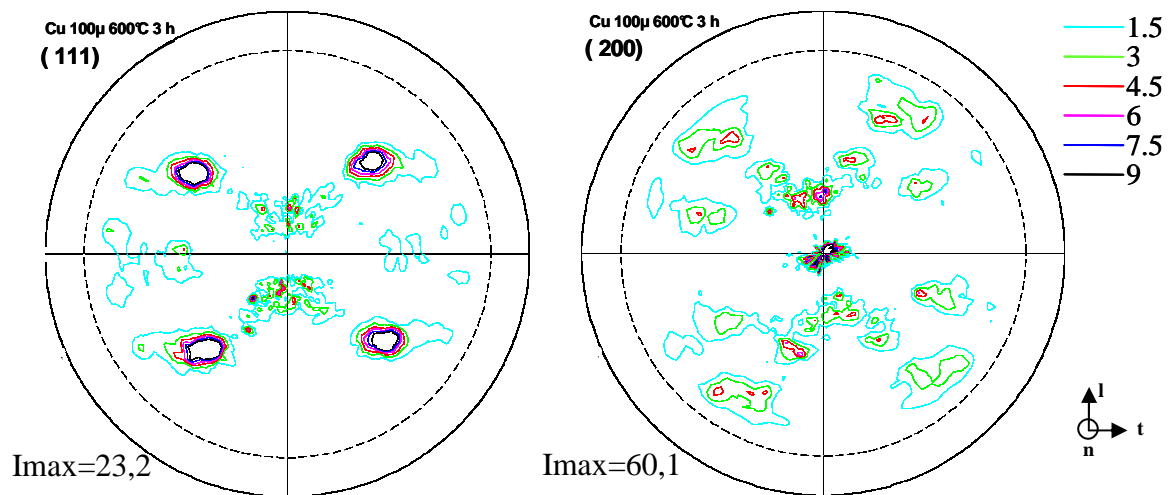 Cu 100µ 600°C 3 h
( 111)
Imax=23,2
Cu 100µ 600°C 3 h
( 200)
Imax=60,1
1.5
3
4.5
6
7.5
9
l
t
n